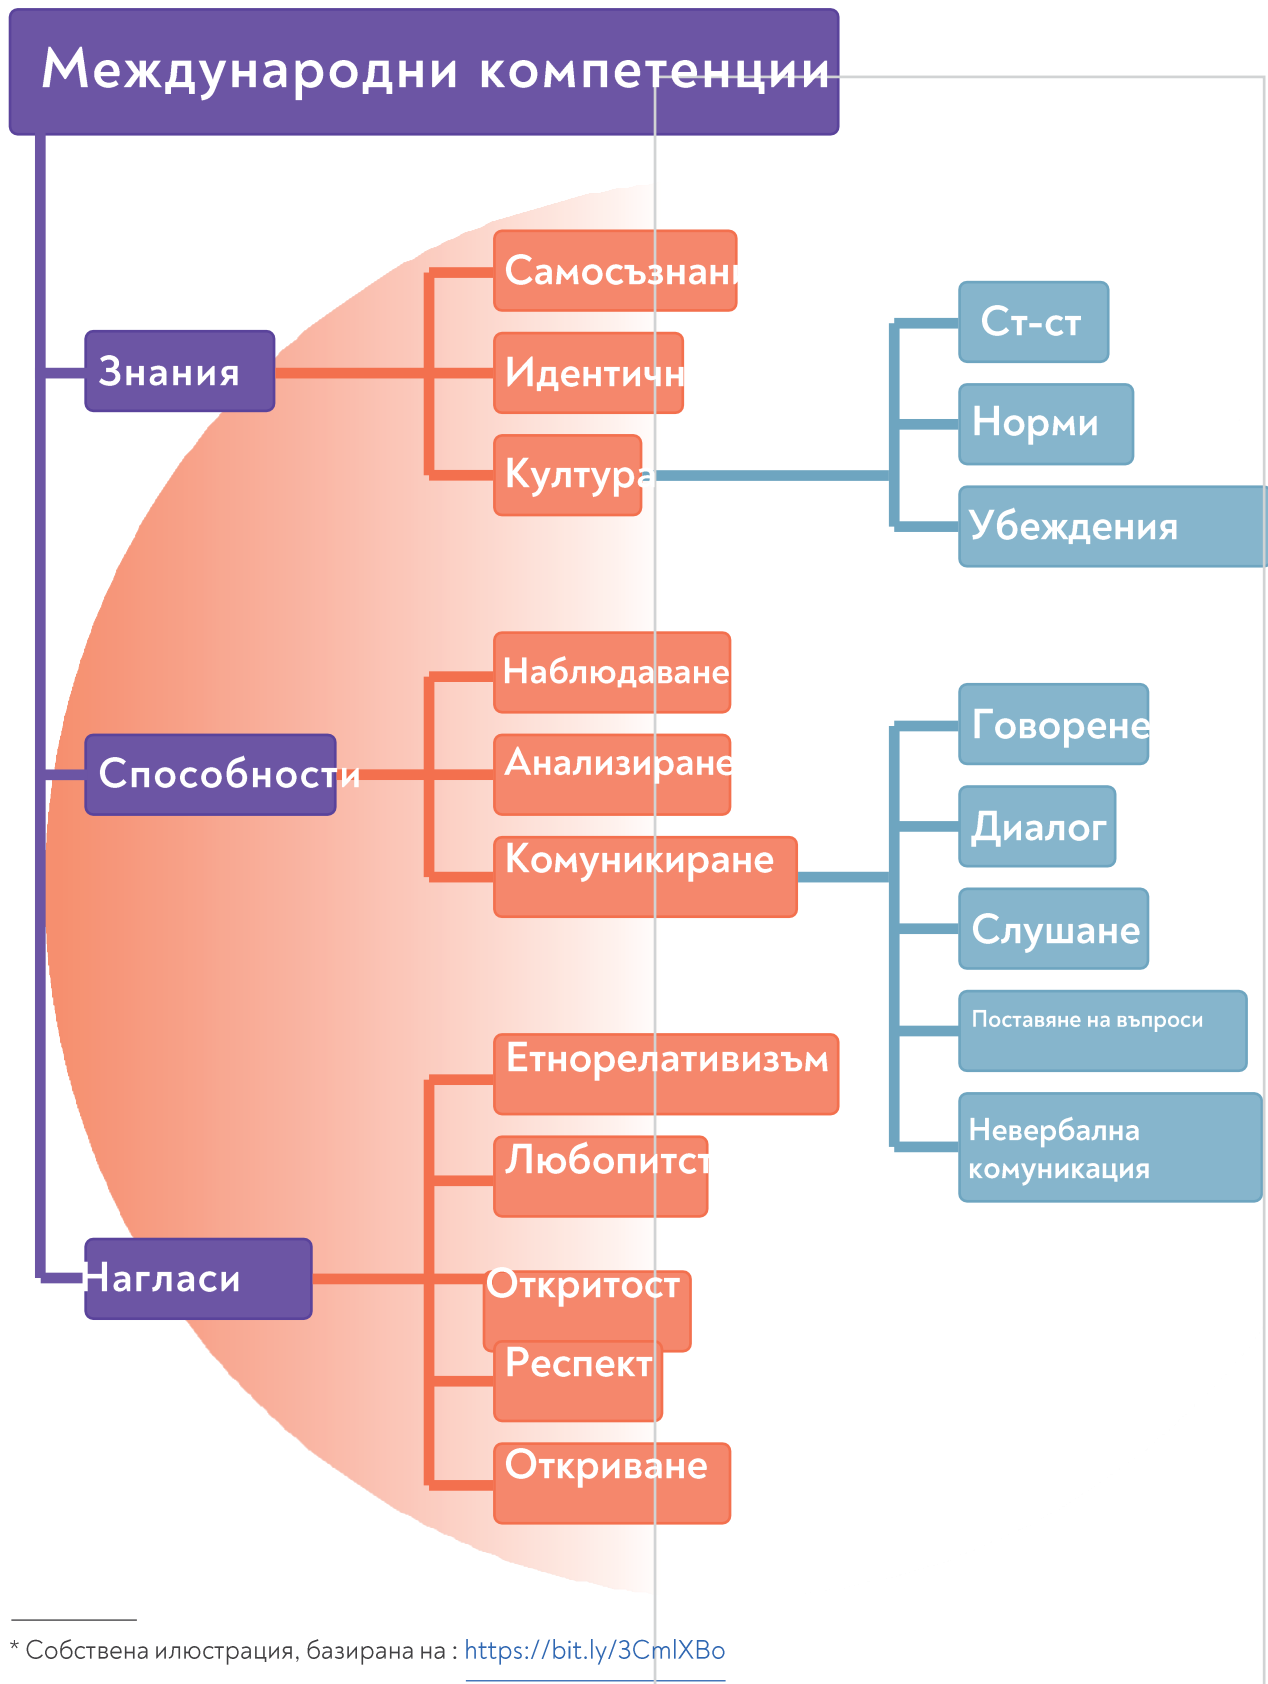 Международни компетенции
Знания
Самосъзнани
Идентичн
Култура
Ст-ст
Норми
Убеждения
Способности
Наблюдаване
Анализиране
Комуникиране
Говорене
Диалог
Слушане
Поставяне на въпроси
Невербална
комуникация
Нагласи
Етнорелативизъм
Любопитст
Откритост
Респект
Откриване
* Собствена илюстрация, базирана на : https://bit.ly/3CmlXBo